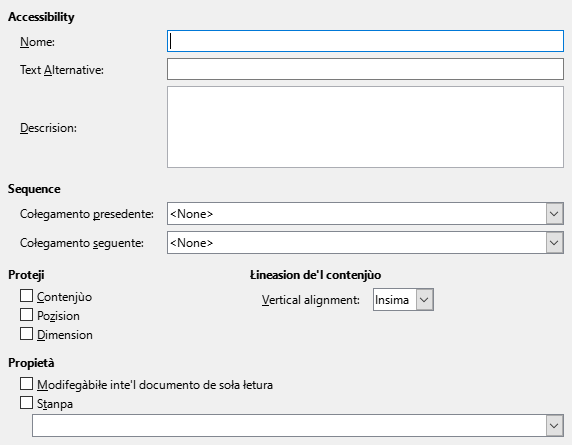 Accessibility
Nome:
Text Alternative:
Descrision:
Sequence
Cołegamento presedente: <None>
Cołegamento seguente: <None>
Proteji
Łineasion de'l contenjùo
Contenjùo
Vertical alignment: Insima
Pozision
Dimension
Propietà
Modifegàbiłe inte'l documento de soła łetura
Stanpa